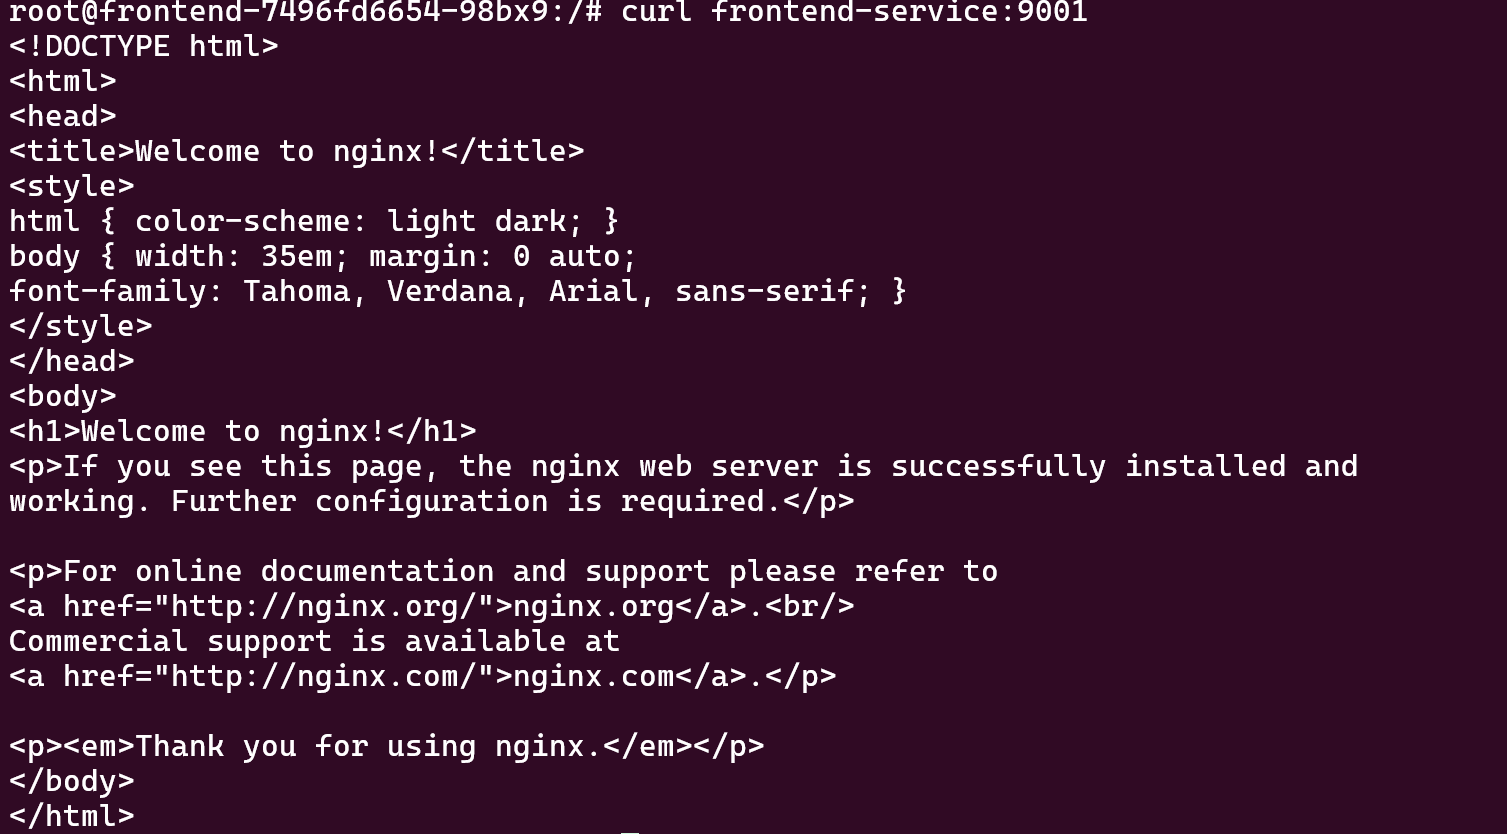 root@frontend-7496fd6654-98bx9:/# curl frontend-service:9001
<!DOCTYPE html>
<html>
<head>
<title>Welcome to nginx!</title>
<style>
html { color-scheme: light dark; }
body { width: 35em; margin: 0 auto;
font-family: Tahoma, Verdana, Arial, sans-serif; }
</style>
</head>
<body>
<h1>Welcome to nginx!</h1>
<p>If you see this page, the nginx web server is successfully installed and
working. Further configuration is required.</p>

<p>For online documentation and support please refer to
<a href="http://nginx.org/">nginx.org</a>.<br/>
Commercial support is available at
<a href="http://nginx.com/">nginx.com</a>.</p>

<p><em>Thank you for using nginx.</em></p>
</body>
</html>